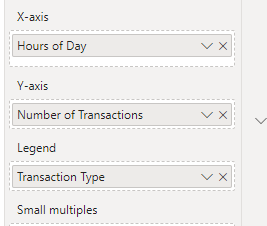 X-axis
Hours of Day
Y-axis
Number of Transactions
Legend
Transaction Type
Small multiples